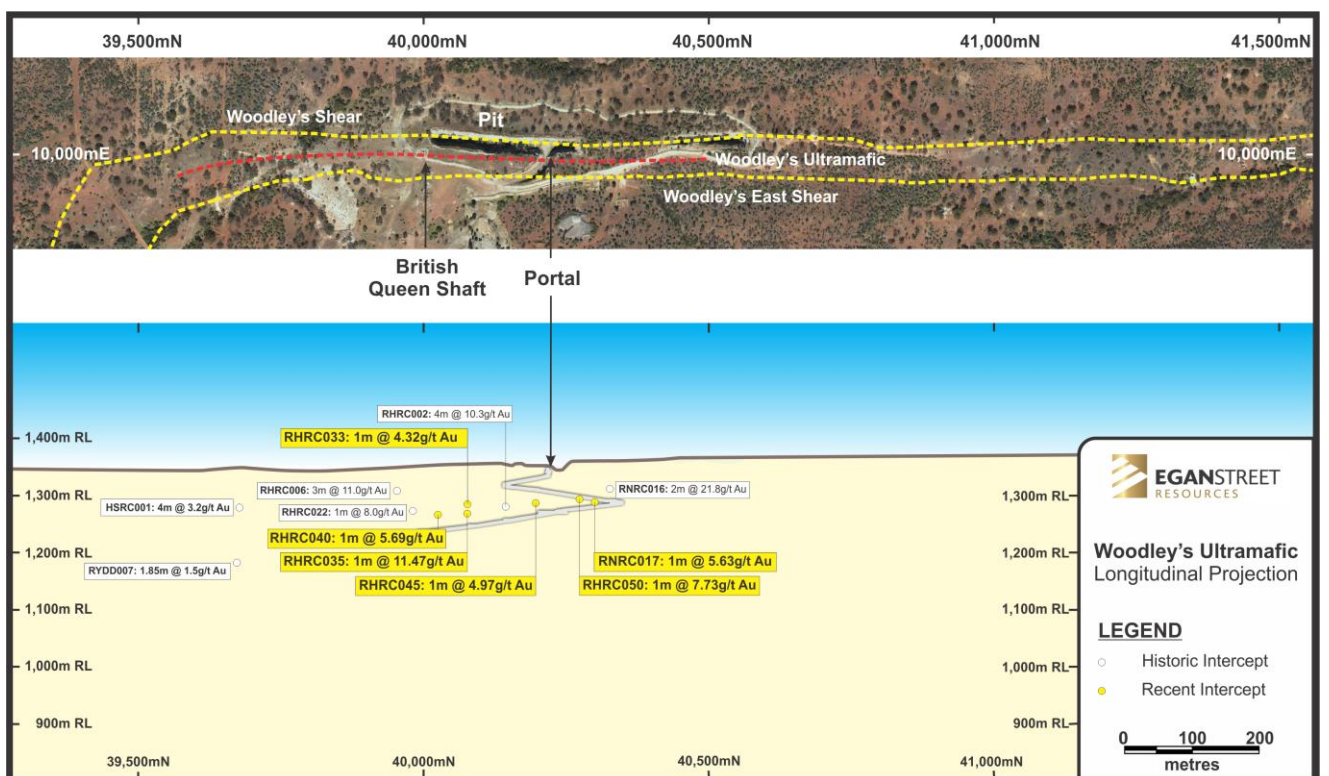 39,500mN
40,000mN
40,500mN
41,000mN
41,500mN
Woodley's Shear
Pit
10,000mE
Woodley's Ultramafic
10,000mE
Woodley's East Shear
British
Queen Shaft
Portal
RHRC002: 4m @ 10.3g/t Au
1,400m RL
RHRC033: 1m @ 4.32g/t Au
1,300m RL
RHRC006: 3m @ 11.0g/t Au
RNRC016: 2m @ 21.8g/t Au
1,300m RL
HSRC001: 4m @ 3.2g/t Au
RHRC022: 1m @ 8.0g/t Au
RHRC040: 1m @ 5.69g/t Au
1,200m RL
RHRC035: 1m @ 11.47g/t Au
RNRC017: 1m @ 5.63g/t Au
1,200m RL
RYDD007: 1.85m @ 1.5g/t Au
RHRC045: 1m @ 4.97g/t Au
RHRC050: 1m @ 7.73g/t Au
1,100m RL
1,100m RL
1,000m RL
1,000m RL
900m RL
900m RL
39,500mN
40,000mN
40,500mN
41,000mN
EGANSTREET
RESOURCES
Woodley's Ultramafic
Longitudinal Projection
LEGEND
Historic Intercept
Recent Intercept
0 100 200
metres